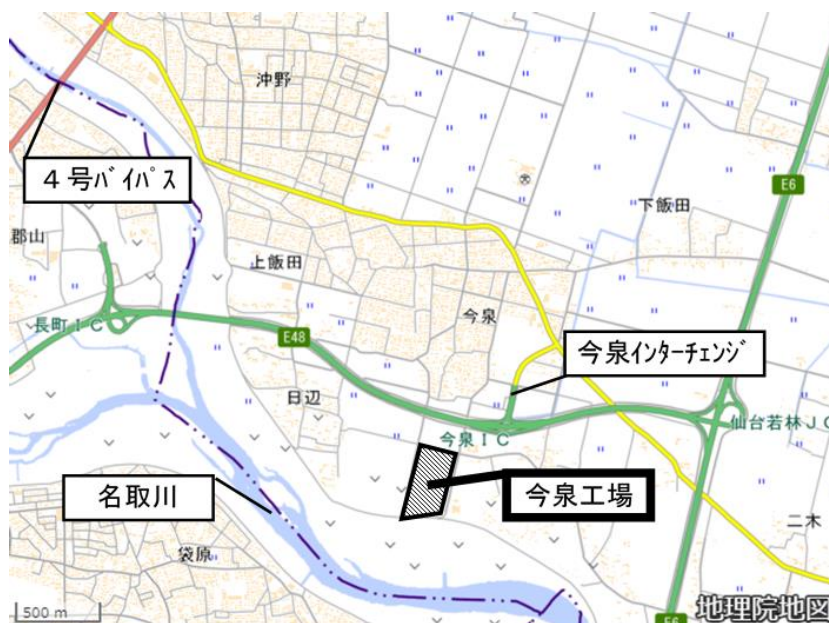 沖野
4号バイパス
E6
下飯田
郡山
上飯田
今泉
長町IC
E48
今泉インターチェンジ
日辺
仙台若林JC
今泉IC
名取川
今泉工場
袋原
二木
500 m
地理院地図
E6